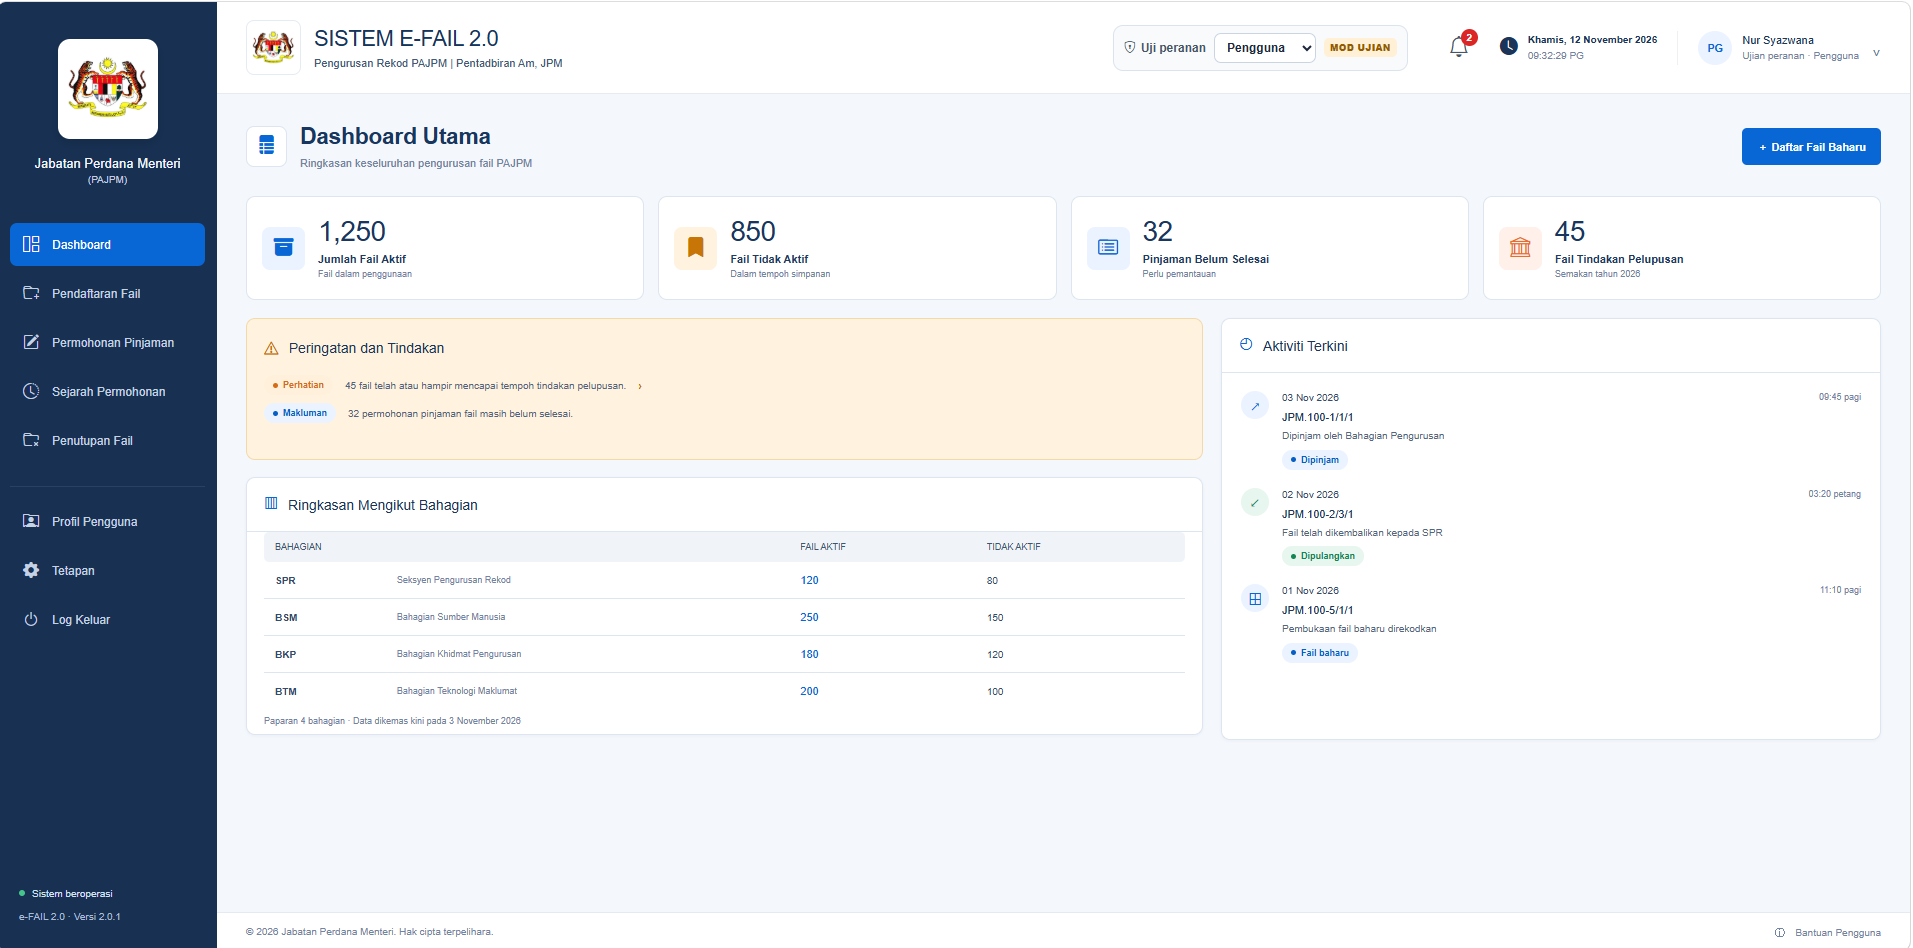 Jabatan Perdana Menteri
(PAJPM)
Dashboard
Pendaftaran Fail
Permohonan Pinjaman
Sejarah Permohonan
Penutupan Fail
Profil Pengguna
Tetapan
Log Keluar
Sistem beroperasi
e-FAIL 2.0 · Versi 2.0.1
SISTEM E-FAIL 2.0
Pengurusan Rekod PAJPM | Pentadbiran Am, JPM
Uji peranan Pengguna MOD UJIAN
2
Khamis, 12 November 2026
09:32:29 PG
PG
Nur Syazwana
Ujian peranan · Pengguna
Dashboard Utama
Ringkasan keseluruhan pengurusan fail PAJPM
+ Daftar Fail Baharu
1,250
Jumlah Fail Aktif
Fail dalam penggunaan
850
Fail Tidak Aktif
Dalam tempoh simpanan
32
Pinjaman Belum Selesai
Perlu pemantauan
45
Fail Tindakan Pelupusan
Semakan tahun 2026
Peringatan dan Tindakan
Perhatian 45 fail telah atau hampir mencapai tempoh tindakan pelupusan. ›
Makluman 32 permohonan pinjaman fail masih belum selesai.
Ringkasan Mengikut Bahagian
BAHAGIAN FAIL AKTIF TIDAK AKTIF
SPR Seksyen Pengurusan Rekod 120 80
BSM Bahagian Sumber Manusia 250 150
BKP Bahagian Khidmat Pengurusan 180 120
BTM Bahagian Teknologi Maklumat 200 100
Paparan 4 bahagian · Data dikemas kini pada 3 November 2026
Aktiviti Terkini
03 Nov 2026 09:45 pagi
JPM.100-1/1/1
Dipinjam oleh Bahagian Pengurusan
Dipinjam
02 Nov 2026 03:20 petang
JPM.100-2/3/1
Fail telah dikembalikan kepada SPR
Dipulangkan
01 Nov 2026 11:10 pagi
JPM.100-5/1/1
Pembukaan fail baharu direkodkan
Fail baharu
© 2026 Jabatan Perdana Menteri. Hak cipta terpelihara.
Bantuan Pengguna